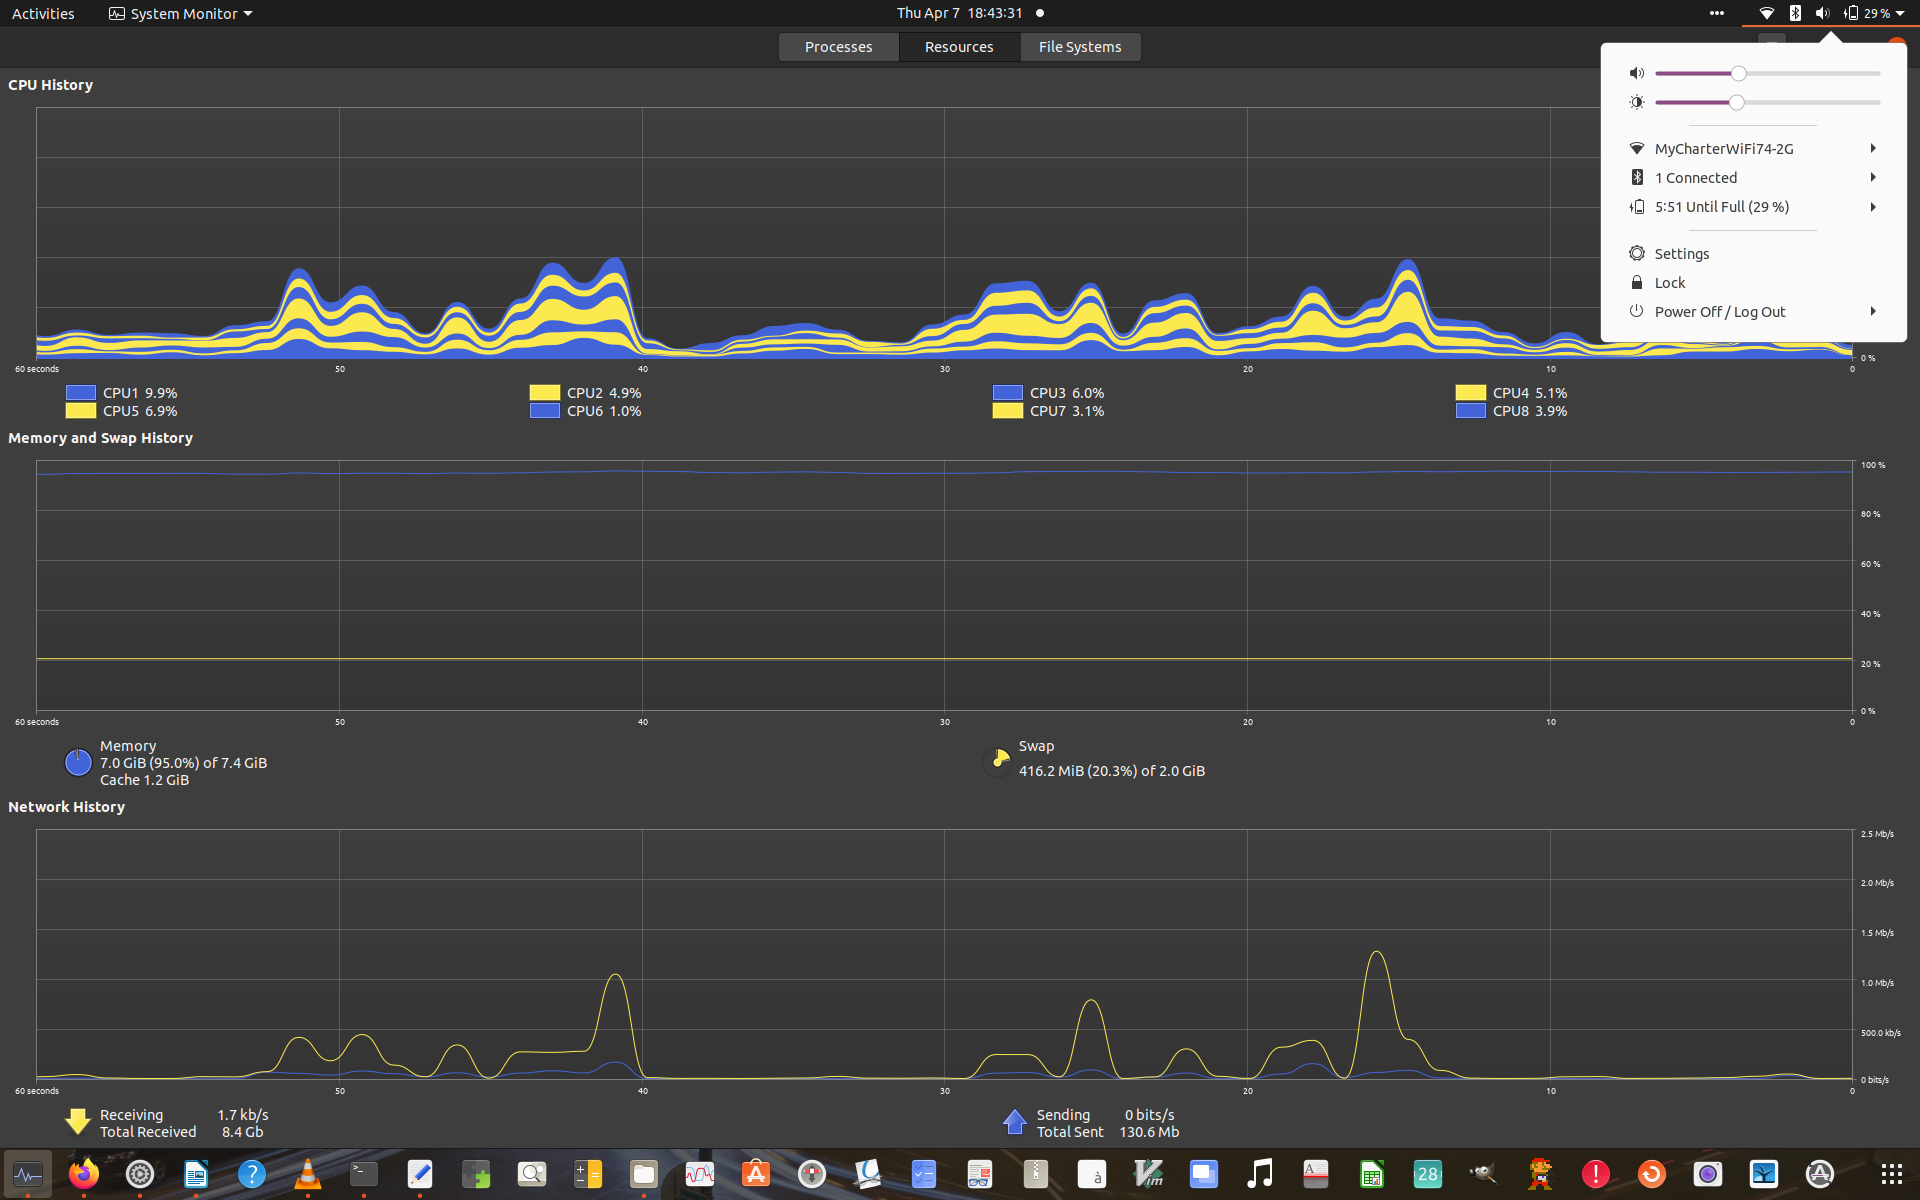 Activities
System Monitor
Thu Apr 7 18:43:31
29 %
Processes
Resources
File Systems
MyCharterWiFi74-2G
1 Connected
5:51 Until Full (29 %)
Settings
Lock
Power Off / Log Out
CPU History
0 %
60 seconds 50 40 30 20 10 0
CPU1 9.9% CPU2 4.9% CPU3 6.0% CPU4 5.1%
CPU5 6.9% CPU6 1.0% CPU7 3.1% CPU8 3.9%
Memory and Swap History
100 %
80 %
60 %
40 %
20 %
0 %
60 seconds 50 40 30 20 10 0
Memory
7.0 GiB (95.0%) of 7.4 GiB
Cache 1.2 GiB
Swap
416.2 MiB (20.3%) of 2.0 GiB
Network History
2.5 Mb/s
2.0 Mb/s
1.5 Mb/s
1.0 Mb/s
500.0 kb/s
0 bits/s
60 seconds 50 40 30 20 10 0
Receiving 1.7 kb/s
Total Received 8.4 Gb
Sending 0 bits/s
Total Sent 130.6 Mb
>_
?
à
Vim
A
28
!